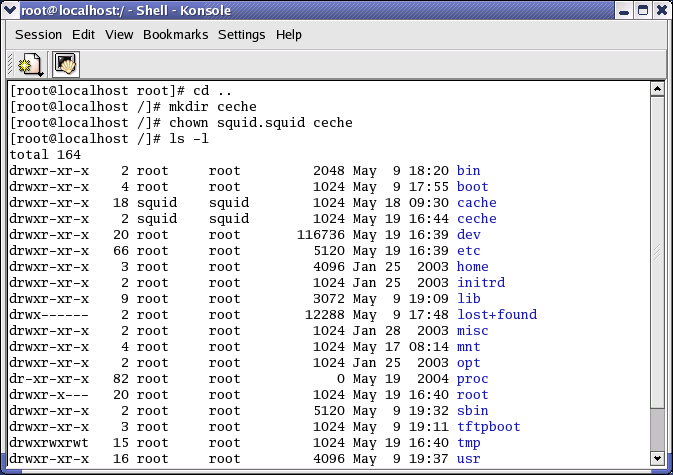 root@localhost:/ - Shell - Konsole
Session Edit View Bookmarks Settings Help
[root@localhost root]# cd ..
[root@localhost /]# mkdir ceche
[root@localhost /]# chown squid.squid ceche
[root@localhost /]# ls -l
total 164
drwxr-xr-x    2 root     root         2048 May  9 18:20 bin
drwxr-xr-x    4 root     root         1024 May  9 17:55 boot
drwxr-xr-x   18 squid    squid        1024 May 18 09:30 cache
drwxr-xr-x    2 squid    squid        1024 May 19 16:44 ceche
drwxr-xr-x   20 root     root       116736 May 19 16:39 dev
drwxr-xr-x   66 root     root         5120 May 19 16:39 etc
drwxr-xr-x    3 root     root         4096 Jan 25  2003 home
drwxr-xr-x    2 root     root         1024 Jan 25  2003 initrd
drwxr-xr-x    9 root     root         3072 May  9 19:09 lib
drwx------    2 root     root        12288 May  9 17:48 lost+found
drwxr-xr-x    2 root     root         1024 Jan 28  2003 misc
drwxr-xr-x    4 root     root         1024 May 17 08:14 mnt
drwxr-xr-x    2 root     root         1024 Jan 25  2003 opt
dr-xr-xr-x   82 root     root            0 May 19  2004 proc
drwxr-x---   20 root     root         1024 May 19 16:40 root
drwxr-xr-x    2 root     root         5120 May  9 19:32 sbin
drwxr-xr-x    3 root     root         1024 May  9 19:11 tftpboot
drwxrwxrwt   15 root     root         1024 May 19 16:40 tmp
drwxr-xr-x   16 root     root         4096 May  9 19:37 usr